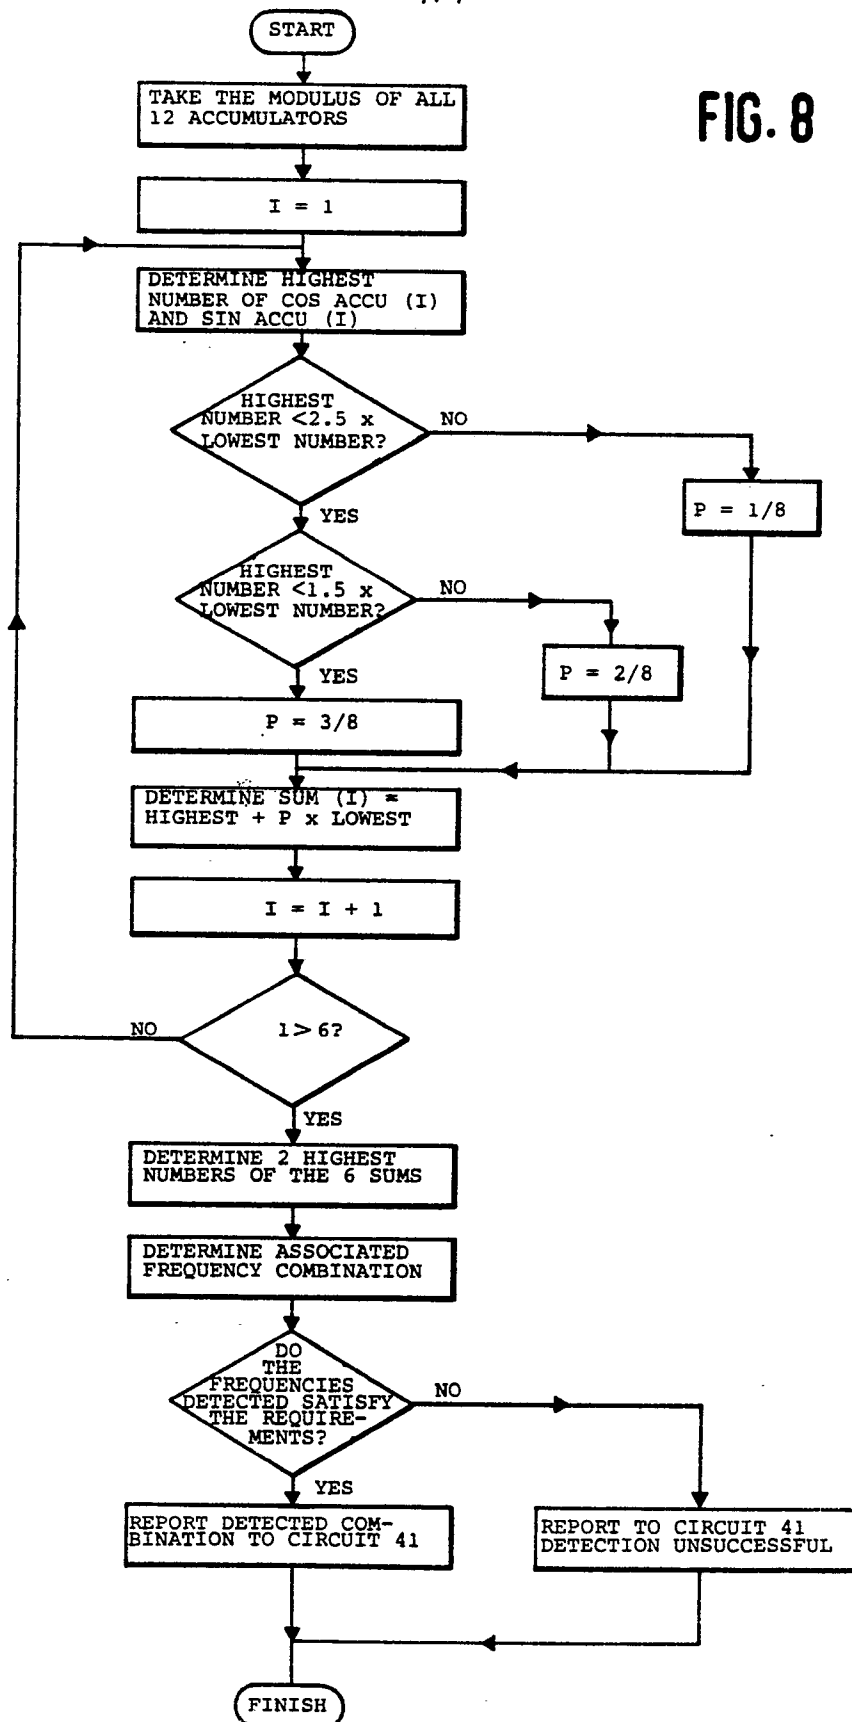 START
FIG. 8
TAKE THE MODULUS OF ALL
12 ACCUMULATORS
I = 1
DETERMINE HIGHEST
NUMBER OF COS ACCU (I)
AND SIN ACCU (I)
HIGHEST
NUMBER <2.5 x
LOWEST NUMBER?
NO
P = 1/8
YES
HIGHEST
NUMBER <1.5 x
LOWEST NUMBER?
NO
P = 2/8
YES
P = 3/8
DETERMINE SUM (I) =
HIGHEST + P x LOWEST
I = I + 1
1 > 6?
NO
YES
DETERMINE 2 HIGHEST
NUMBERS OF THE 6 SUMS
DETERMINE ASSOCIATED
FREQUENCY COMBINATION
DO
THE
FREQUENCIES
DETECTED SATISFY
THE REQUIRE-
MENTS?
NO
YES
REPORT DETECTED COM-
BINATION TO CIRCUIT 41
REPORT TO CIRCUIT 41
DETECTION UNSUCCESSFUL
FINISH